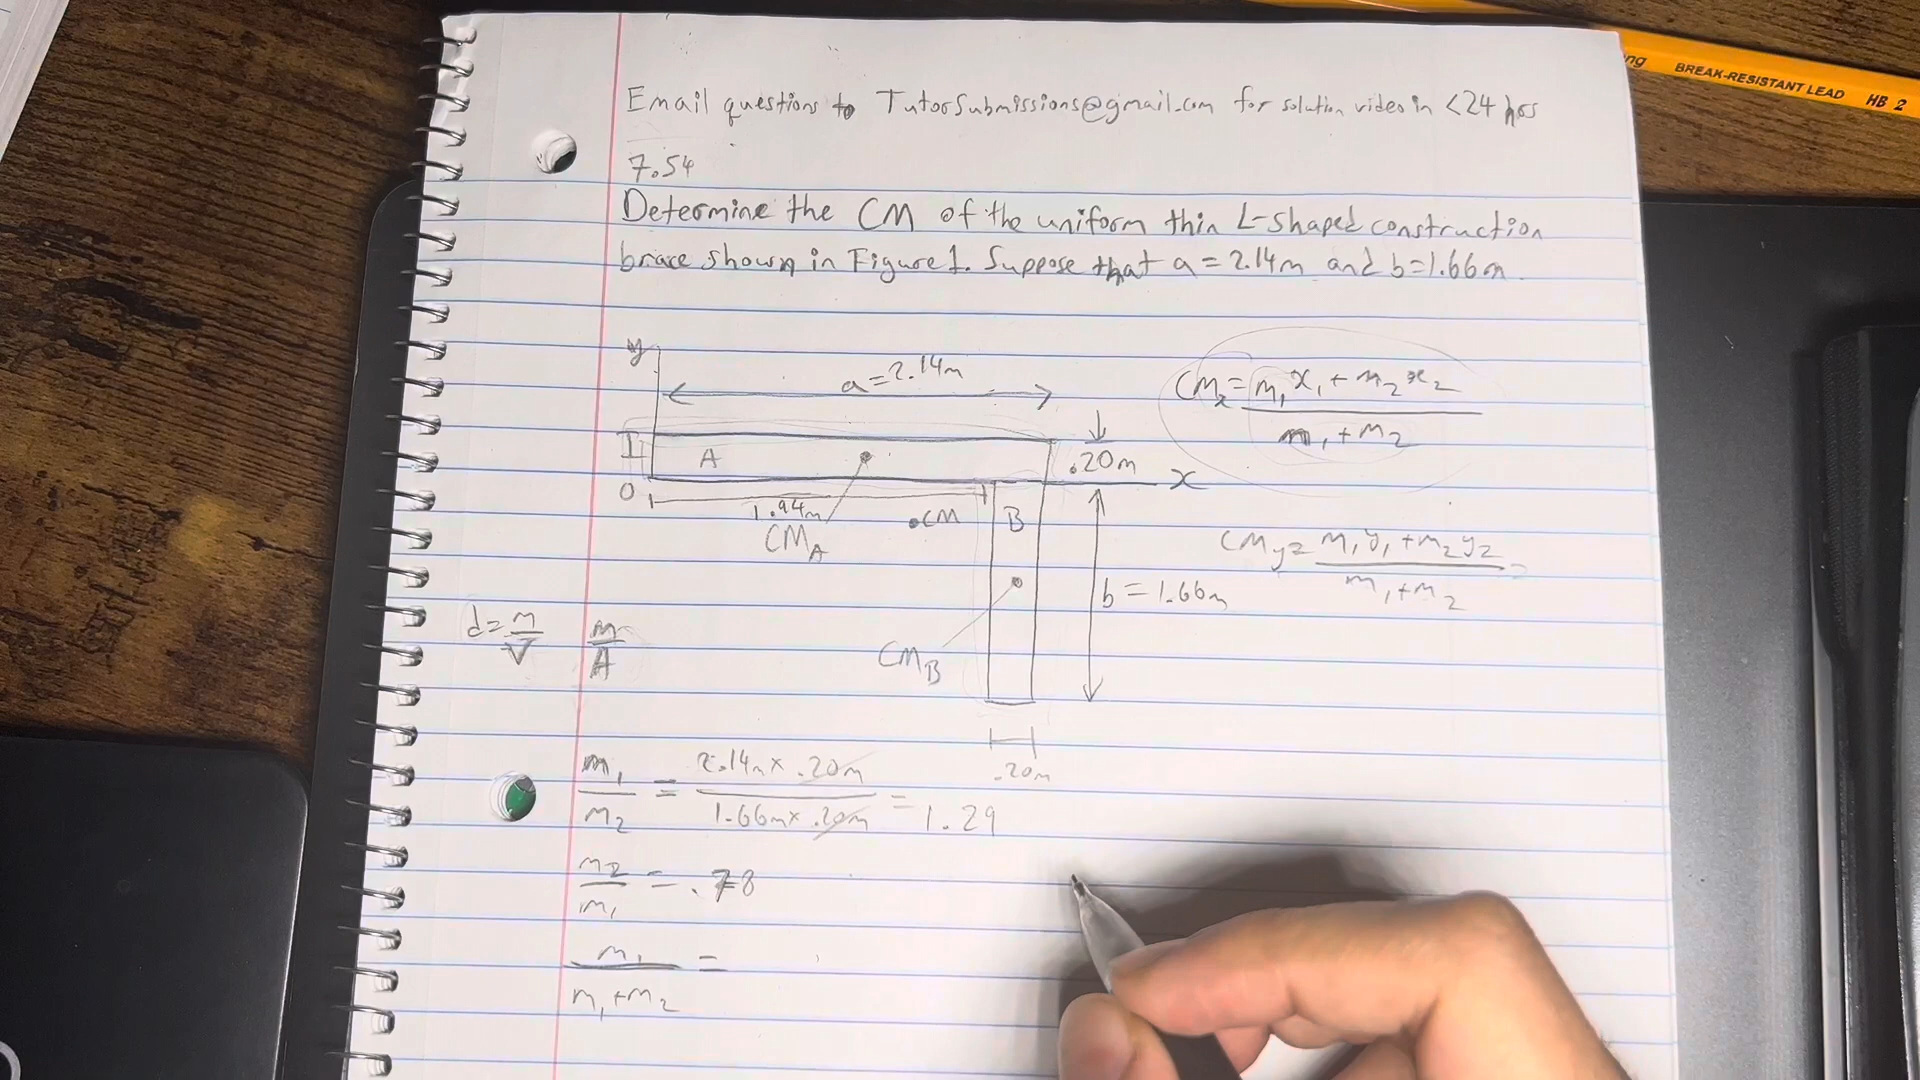 ng BREAK-RESISTANT LEAD HB 2
Email questions to TutorSubmissions@gmail.com for solution video in <24 hrs
7.54
Determine the CM of the uniform thin L-shaped construction
brace shown in Figure 1. Suppose that a = 2.14m and b=1.66m.
y
a = 2.14m
CMx = m1x1 + m2x2
m1 + m2
A
.20m
x
0
1.94m
.CM
B
CMA
CMy = m1y1 + m2y2 =
m1+m2
b = 1.66m
d = m/V
m/A
CMB
m1/m2 = 2.14m x .20m / 1.66m x .20m = 1.29
.20m
m2/m1 = .78
m1/m1+m2 =